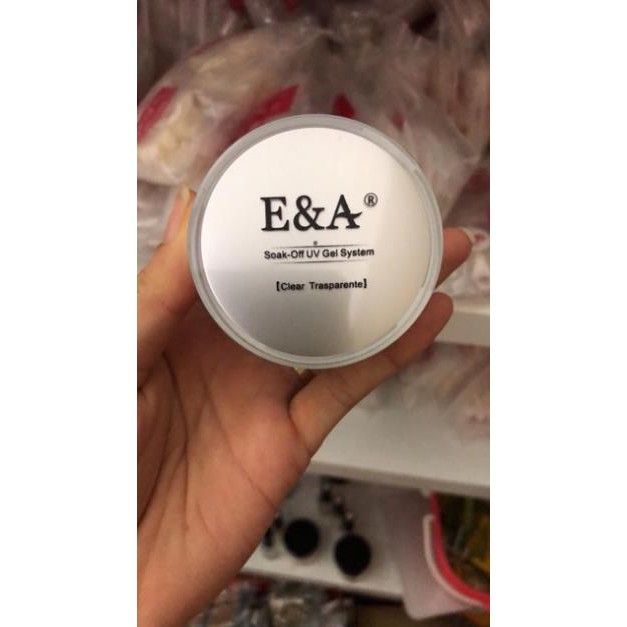 E&A®
Soak-Off UV Gel System
【Clear Trasparente】